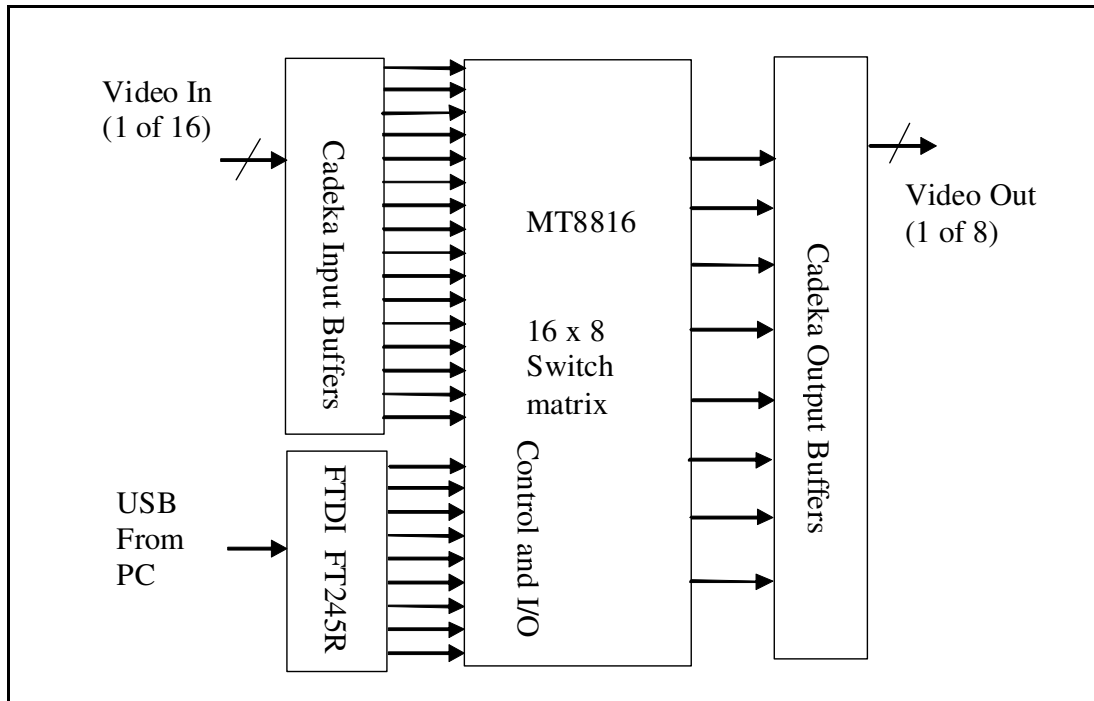 Video In
(1 of 16)
Cadeka Input Buffers
USB
From
PC
FTDI FT245R
MT8816
16 x 8
Switch
matrix
Control and I/O
Cadeka Output Buffers
Video Out
(1 of 8)